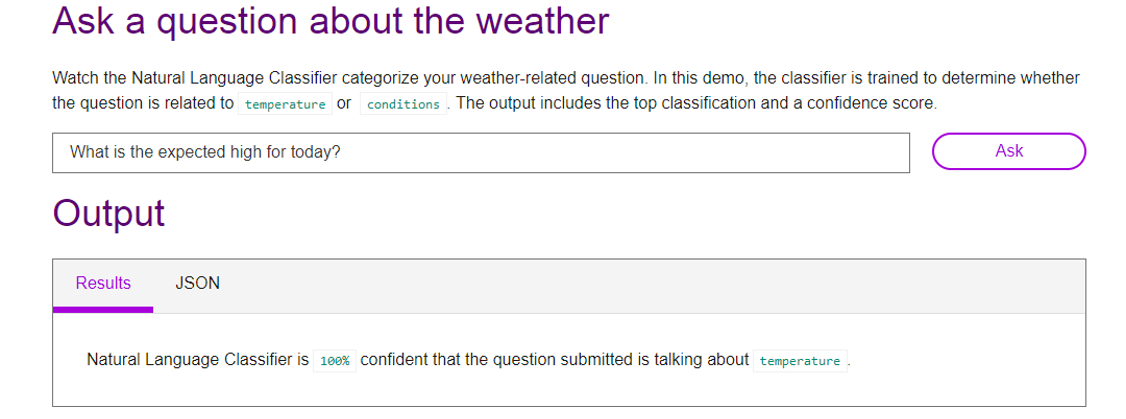 Ask a question about the weather
Watch the Natural Language Classifier categorize your weather-related question. In this demo, the classifier is trained to determine whether
the question is related to temperature or conditions . The output includes the top classification and a confidence score.
What is the expected high for today?
Ask
Output
Results JSON
Natural Language Classifier is 100% confident that the question submitted is talking about temperature .